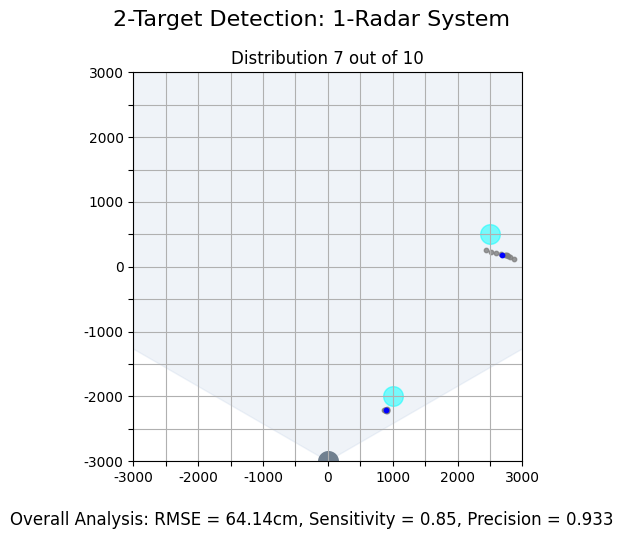 2-Target Detection: 1-Radar System
Distribution 7 out of 10
3000
2000
1000
0
-1000
-2000
-3000
-3000 -2000 -1000 0 1000 2000 3000
Overall Analysis: RMSE = 64.14cm, Sensitivity = 0.85, Precision = 0.933